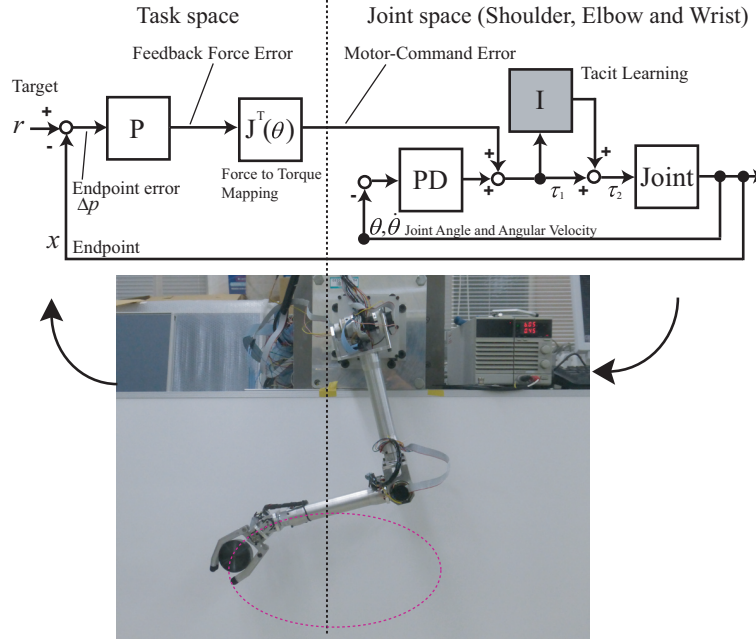 Task space
Joint space (Shoulder, Elbow and Wrist)
Feedback Force Error
Motor-Command Error
Tacit Learning
Target
r
+
-
P
J^T(θ)
I
Endpoint error
Δp
Force to Torque
Mapping
-
PD
+
+
τ1
+
+
τ2
Joint
θ,θ̇ Joint Angle and Angular Velocity
x Endpoint